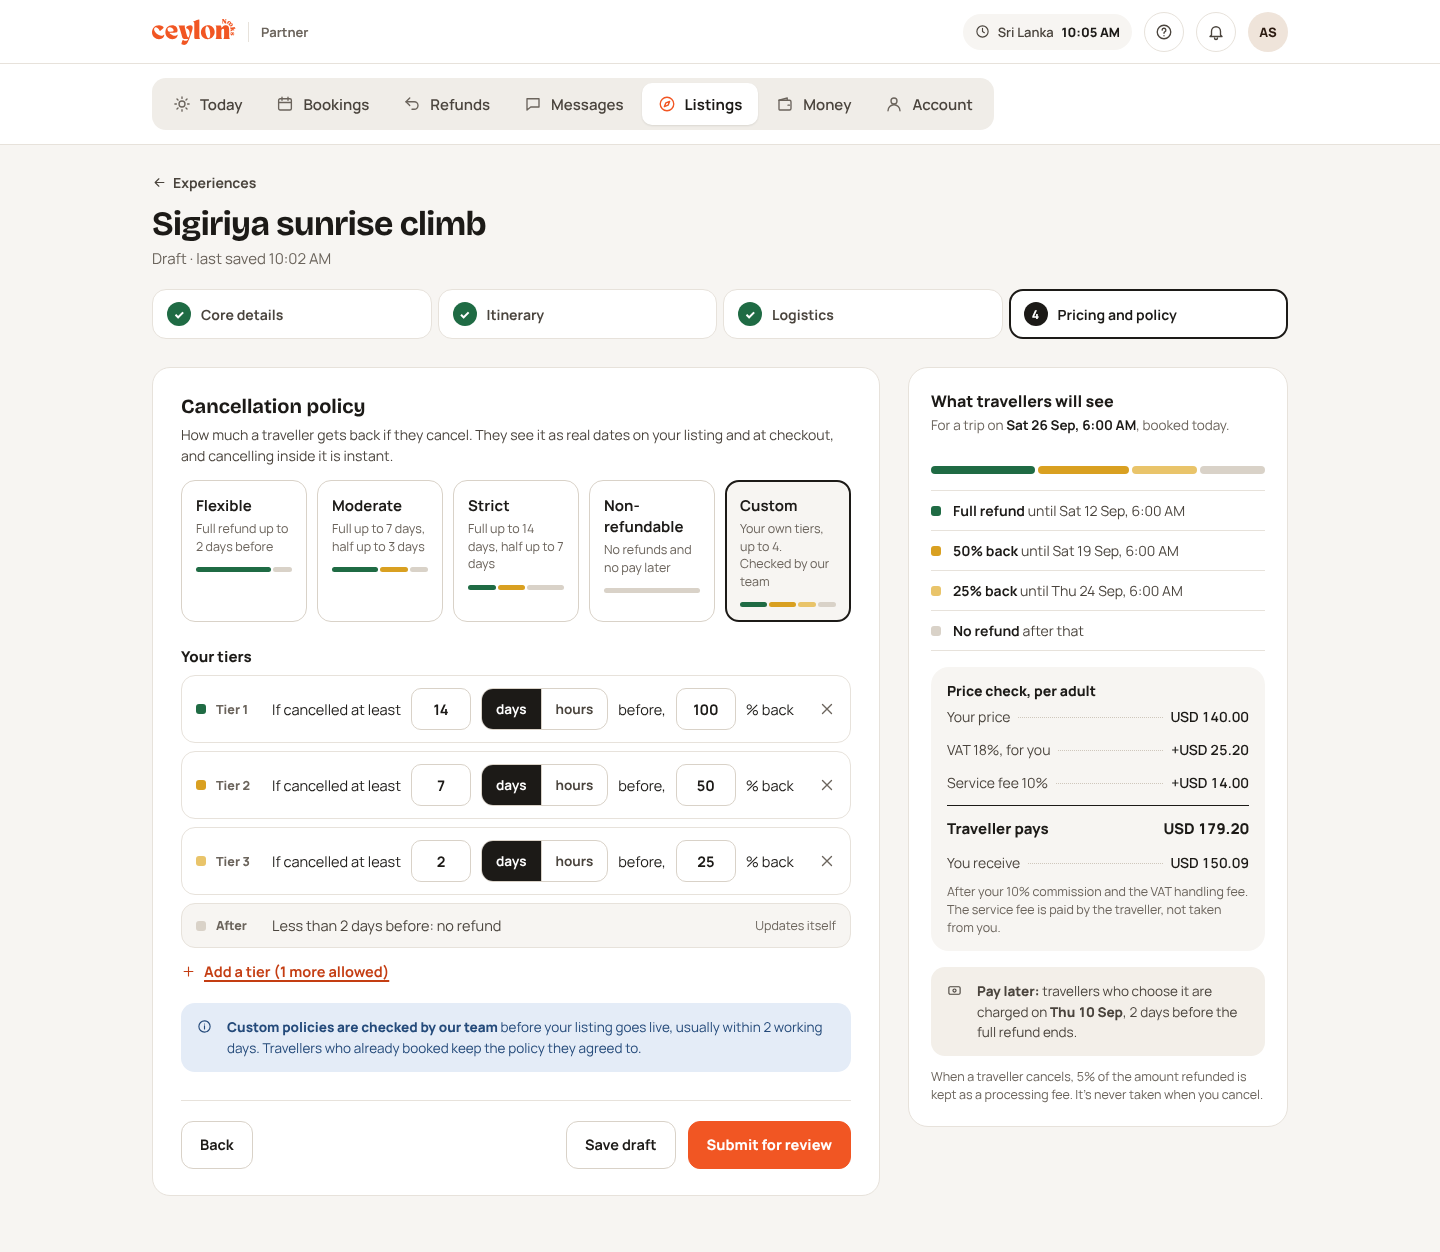 ceylon
Partner
Sri Lanka 10:05 AM
AS
Today
Bookings
Refunds
Messages
Listings
Money
Account
Experiences
Sigiriya sunrise climb
Draft · last saved 10:02 AM
Core details
Itinerary
Logistics
4 Pricing and policy
Cancellation policy
How much a traveller gets back if they cancel. They see it as real dates on your listing and at checkout,
and cancelling inside it is instant.
Flexible
Full refund up to
2 days before
Moderate
Full up to 7 days,
half up to 3 days
Strict
Full up to 14
days, half up to 7
days
Non-
refundable
No refunds and
no pay later
Custom
Your own tiers,
up to 4.
Checked by our
team
Your tiers
Tier 1 If cancelled at least 14 days hours before, 100 % back
Tier 2 If cancelled at least 7 days hours before, 50 % back
Tier 3 If cancelled at least 2 days hours before, 25 % back
After Less than 2 days before: no refund Updates itself
Add a tier (1 more allowed)
Custom policies are checked by our team before your listing goes live, usually within 2 working
days. Travellers who already booked keep the policy they agreed to.
Back
Save draft
Submit for review
What travellers will see
For a trip on Sat 26 Sep, 6:00 AM, booked today.
Full refund until Sat 12 Sep, 6:00 AM
50% back until Sat 19 Sep, 6:00 AM
25% back until Thu 24 Sep, 6:00 AM
No refund after that
Price check, per adult
Your price USD 140.00
VAT 18%, for you +USD 25.20
Service fee 10% +USD 14.00
Traveller pays USD 179.20
You receive USD 150.09
After your 10% commission and the VAT handling fee.
The service fee is paid by the traveller, not taken
from you.
Pay later: travellers who choose it are
charged on Thu 10 Sep, 2 days before the
full refund ends.
When a traveller cancels, 5% of the amount refunded is
kept as a processing fee. It's never taken when you cancel.